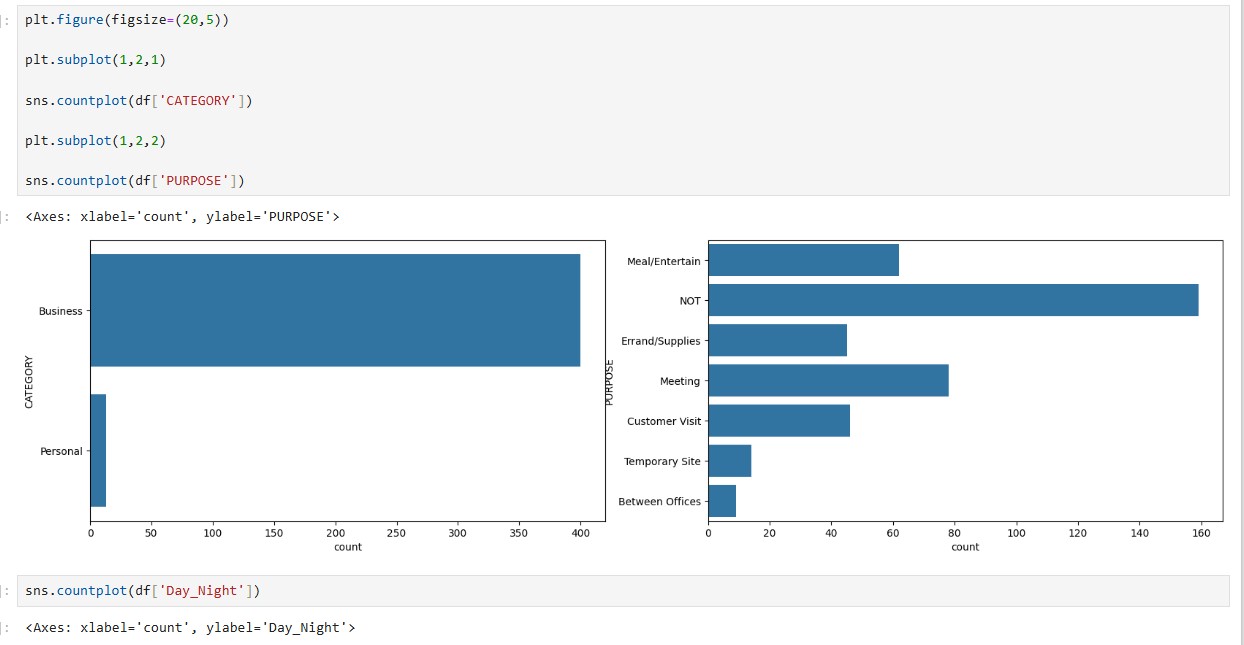 ]: plt.figure(figsize=(20,5))
plt.subplot(1,2,1)
sns.countplot(df['CATEGORY'])
plt.subplot(1,2,2)
sns.countplot(df['PURPOSE'])
]: <Axes: xlabel='count', ylabel='PURPOSE'>
CATEGORY
Business
Personal
0 50 100 150 200 250 300 350 400
count
PURPOSE
Meal/Entertain
NOT
Errand/Supplies
Meeting
Customer Visit
Temporary Site
Between Offices
0 20 40 60 80 100 120 140 160
count
]: sns.countplot(df['Day_Night'])
]: <Axes: xlabel='count', ylabel='Day_Night'>